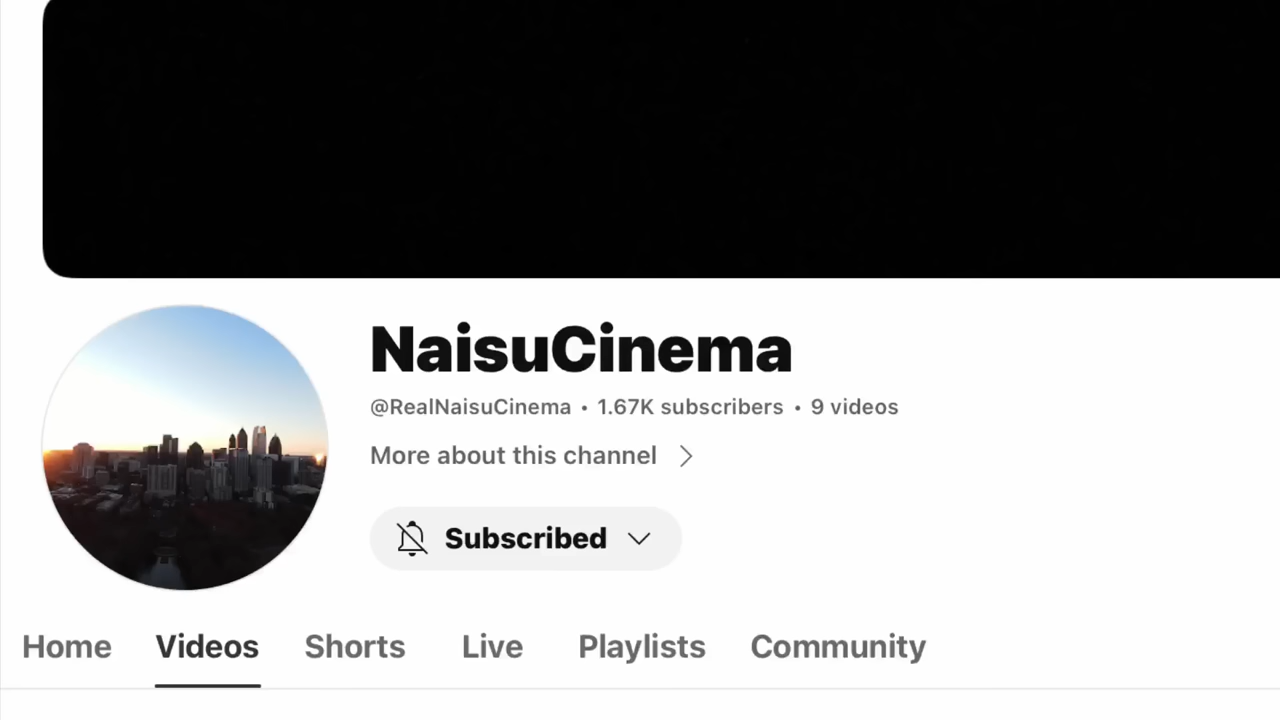 NaisuCinema
@RealNaisuCinema • 1.67K subscribers • 9 videos
More about this channel
Subscribed
Home Videos Shorts Live Playlists Community